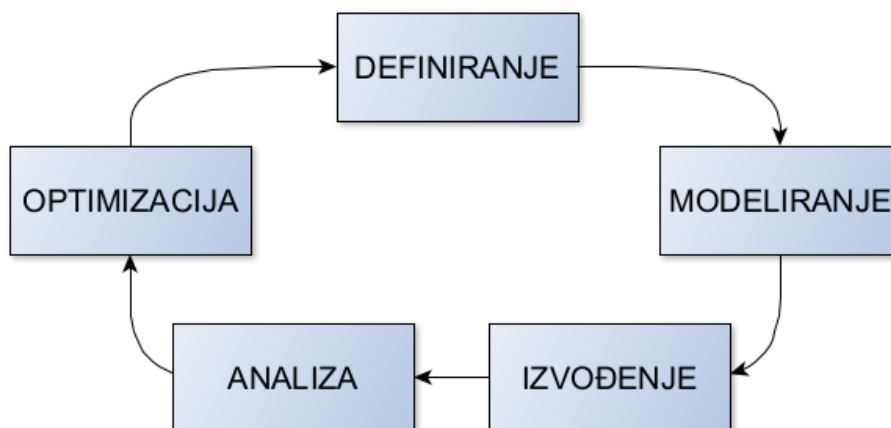 DEFINIRANJE
MODELIRANJE
IZVOĐENJE
ANALIZA
OPTIMIZACIJA